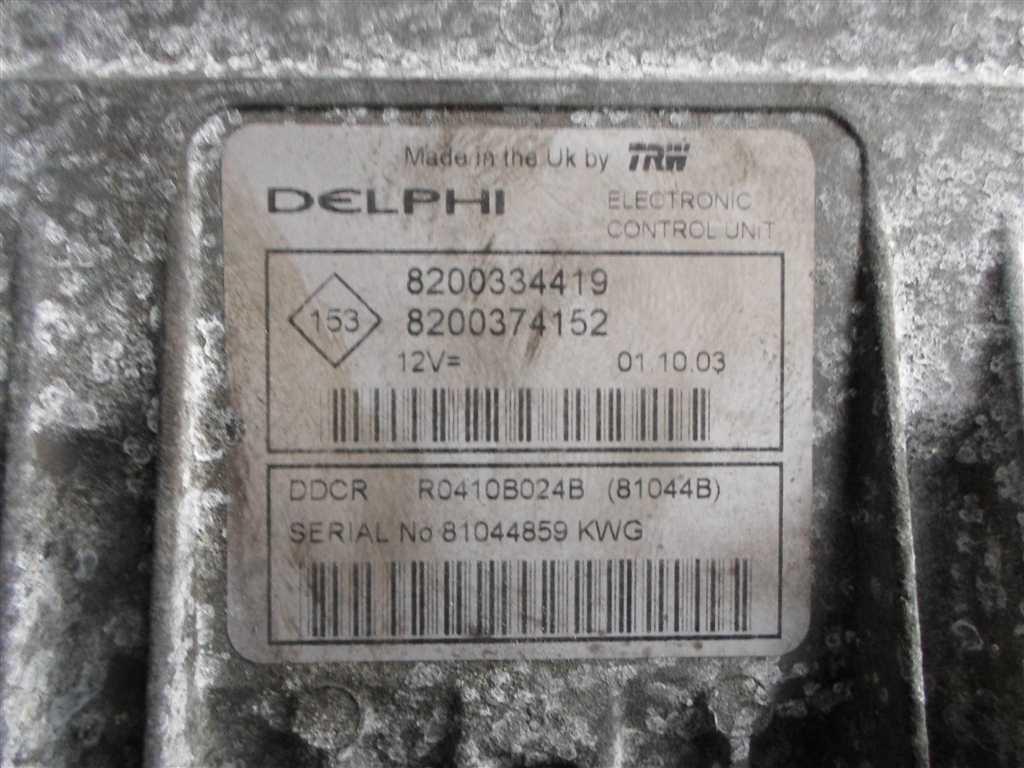 Made in the Uk by TRW
DELPHI
ELECTRONIC
CONTROL UNiT
153
8200334419
8200374152
12V= 01.10.03
DDCR R0410B024B (81044B)
SERIAL No 81044859 KWG